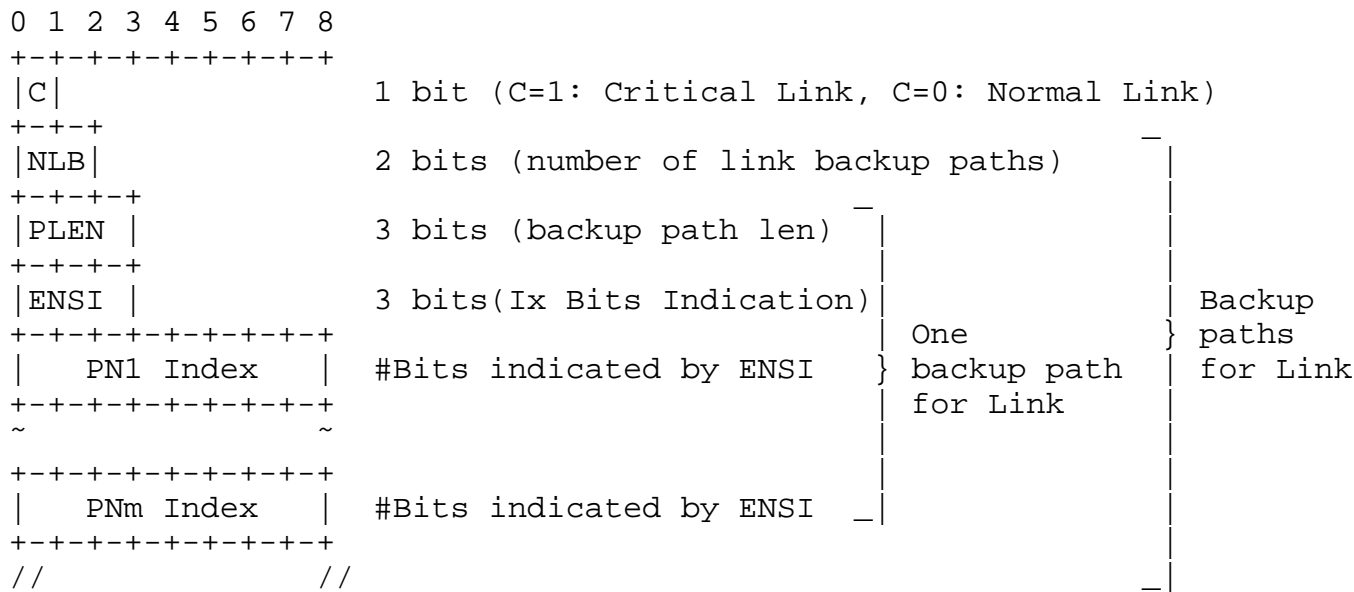 0 1 2 3 4 5 6 7 8
+-+-+-+-+-+-+-+-+
|C|               1 bit (C=1: Critical Link, C=0: Normal Link)
+-+-+                                                     _
|NLB|             2 bits (number of link backup paths)     |
+-+-+-+                                    _               |
|PLEN |           3 bits (backup path len)  |              |
+-+-+-+                                     |              |
|ENSI |           3 bits(Ix Bits Indication)|              | Backup
+-+-+-+-+-+-+-+-+                           | One          } paths
|   PN1 Index   | #Bits indicated by ENSI   } backup path  | for Link
+-+-+-+-+-+-+-+-+                           | for Link     |
~               ~                           |              |
+-+-+-+-+-+-+-+-+                           |              |
|   PNm Index   | #Bits indicated by ENSI  _|              |
+-+-+-+-+-+-+-+-+                                          |
//              //                                        _|